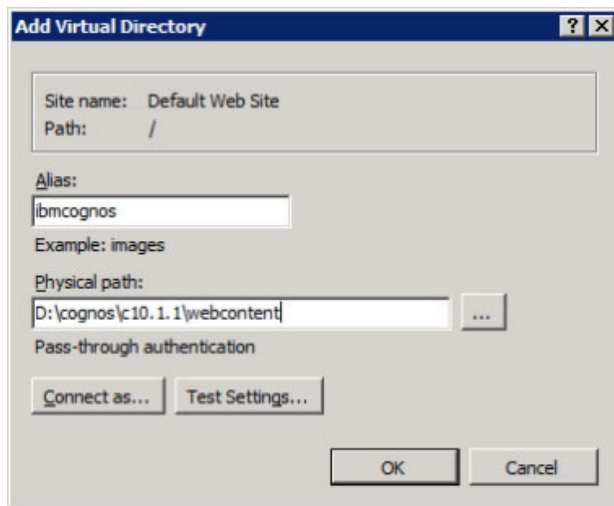 Add Virtual Directory
Site name: Default Web Site
Path: /
Alias:
ibmcognos
Example: images
Physical path:
D:\cognos\c10.1.1\webcontent
...
Pass-through authentication
Connect as... Test Settings...
OK Cancel